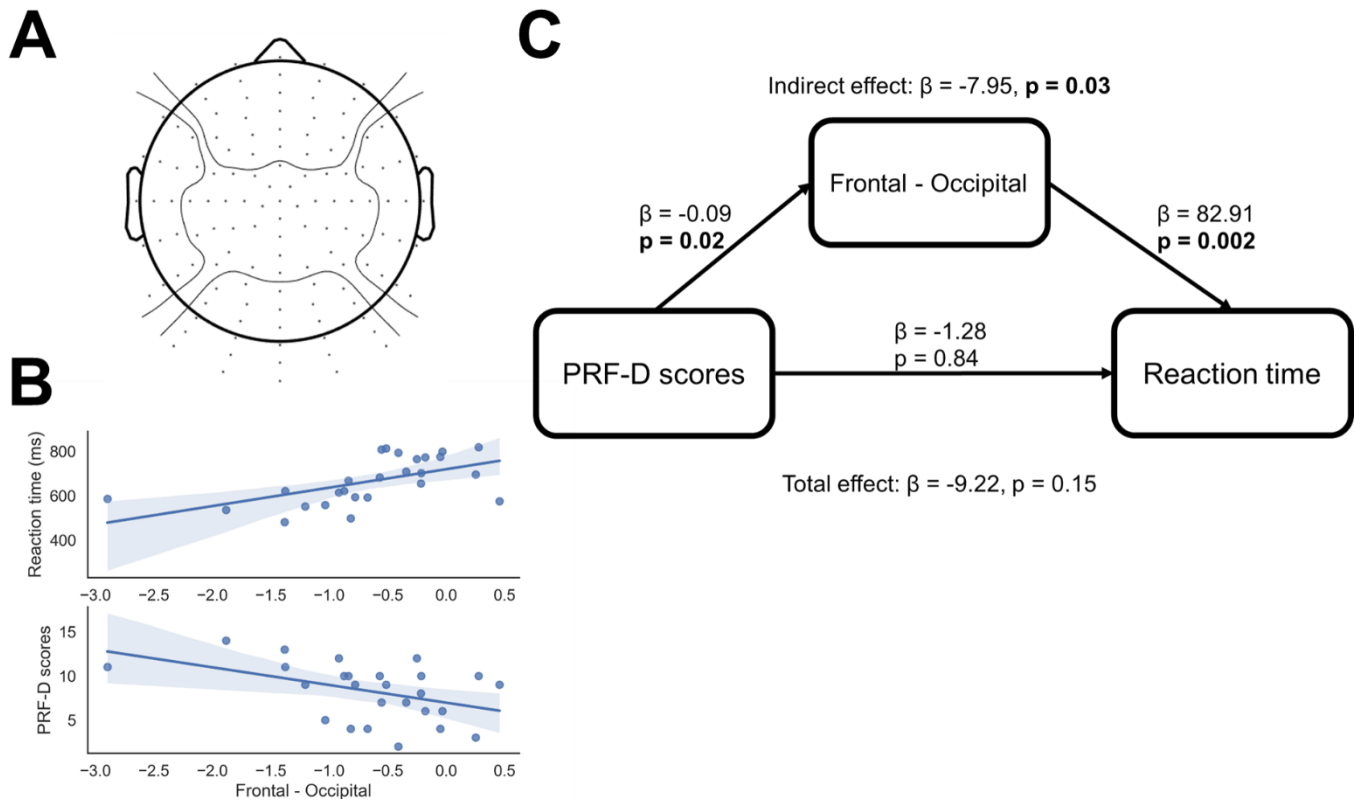 A
B
Reaction time (ms)
800
600
400
−3.0 −2.5 −2.0 −1.5 −1.0 −0.5 0.0 0.5
PRF-D scores
15
10
5
−3.0 −2.5 −2.0 −1.5 −1.0 −0.5 0.0 0.5
Frontal - Occipital
C
Indirect effect: β = -7.95, p = 0.03
Frontal - Occipital
β = -0.09
p = 0.02
β = 82.91
p = 0.002
PRF-D scores
β = -1.28
p = 0.84
Reaction time
Total effect: β = -9.22, p = 0.15